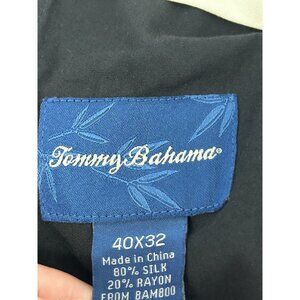 Tommy Bahama®
40X32
Made in China
80% SILK
20% RAYON
FROM BAMBOO